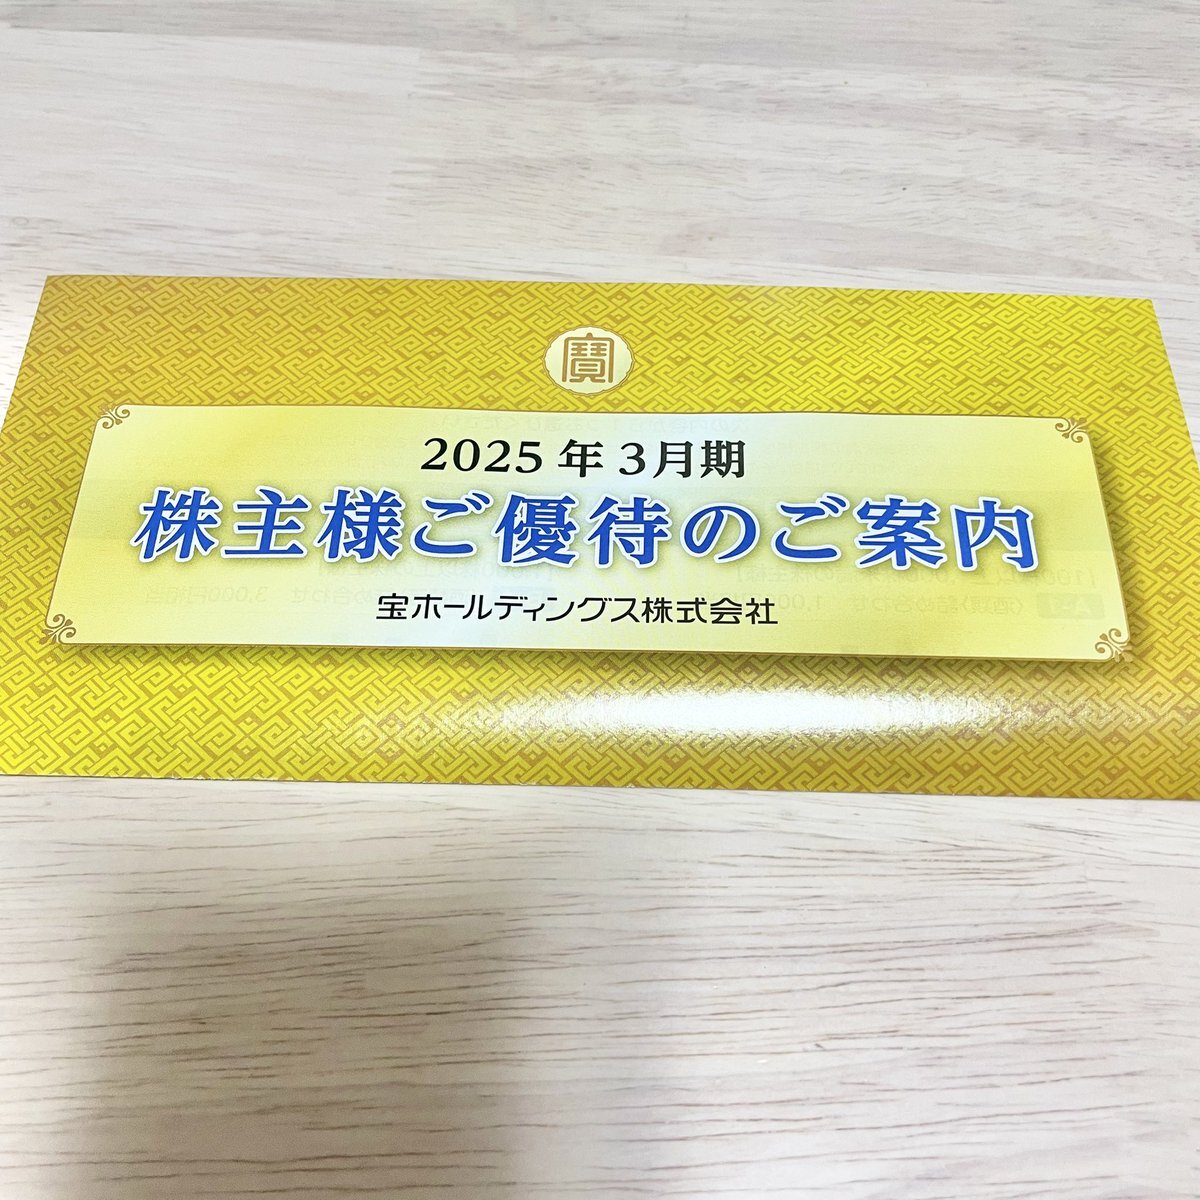 寶
2025年3月期
株主様ご優待のご案内
宝ホールディングス株式会社